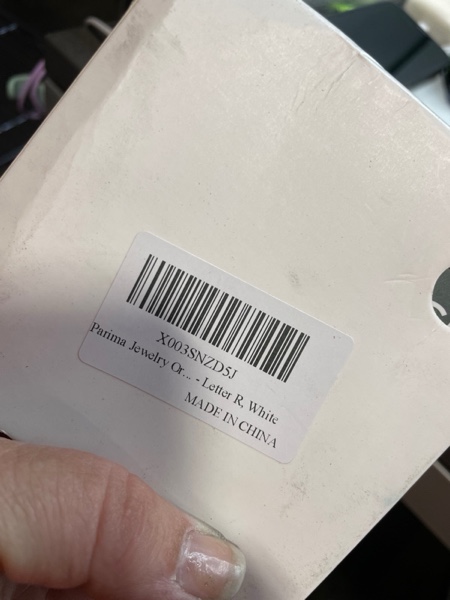 X003SNZD5J
Parima Jewelry Or... - Letter R, White
MADE IN CHINA